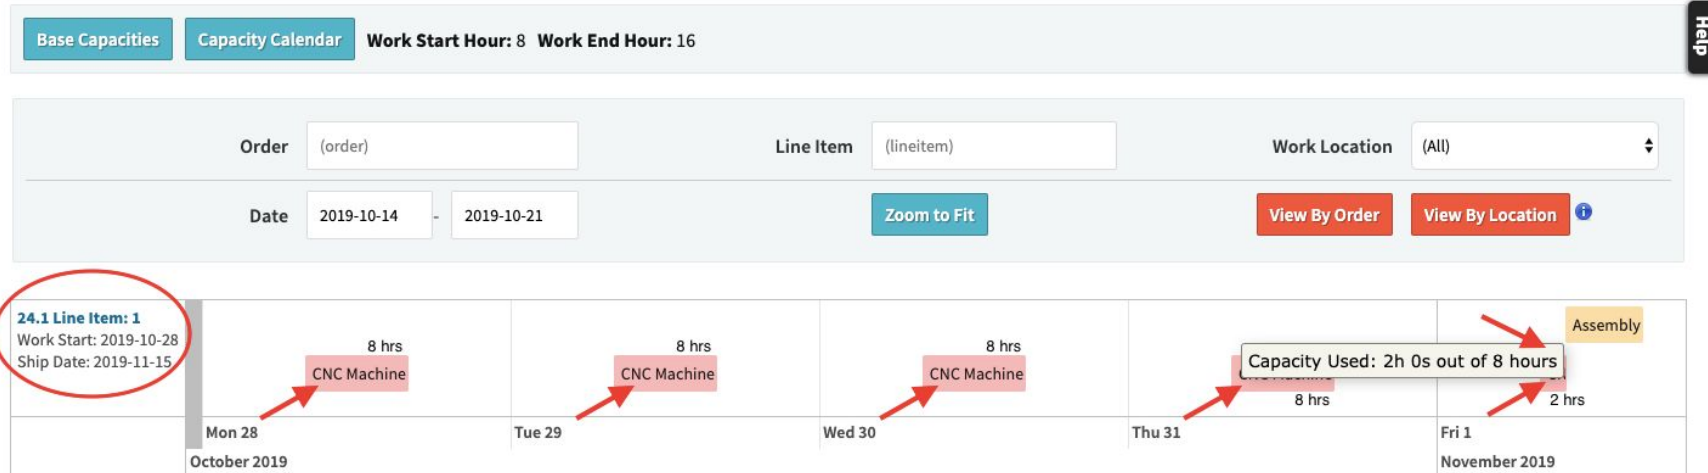 Help
Base Capacities Capacity Calendar Work Start Hour: 8 Work End Hour: 16
Order (order) Line Item (lineitem) Work Location (All)
Date 2019-10-14 - 2019-10-21 Zoom to Fit View By Order View By Location
24.1 Line Item: 1
Work Start: 2019-10-28
Ship Date: 2019-11-15
8 hrs 8 hrs 8 hrs
CNC Machine CNC Machine CNC Machine
Assembly
Capacity Used: 2h 0s out of 8 hours
8 hrs 2 hrs
Mon 28 Tue 29 Wed 30 Thu 31 Fri 1
October 2019 November 2019